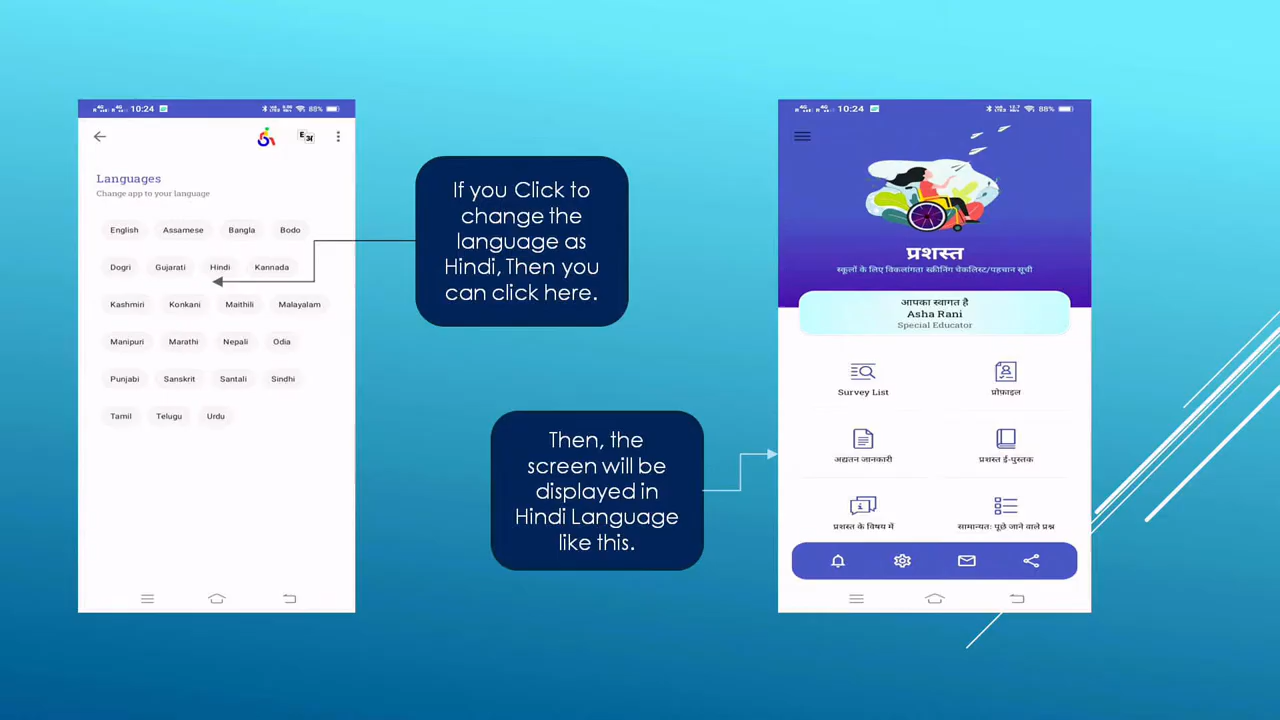 10:24
88%
Languages
Change app to your language
English Assamese Bangla Bodo
Dogri Gujarati Hindi Kannada
Kashmiri Konkani Maithili Malayalam
Manipuri Marathi Nepali Odia
Punjabi Sanskrit Santali Sindhi
Tamil Telugu Urdu
If you Click to
change the
language as
Hindi, Then you
can click here.
Then, the
screen will be
displayed in
Hindi Language
like this.
10:24
88%
प्रशस्त
स्कूलों के लिए विकलांगता स्क्रीनिंग चेकलिस्ट/पहचान सूची
आपका स्वागत है
Asha Rani
Special Educator
Survey List
प्रोफ़ाइल
अद्यतन जानकारी
प्रशस्त ई-पुस्तक
प्रशस्त के विषय में
सामान्यतः पूछे जाने वाले प्रश्न